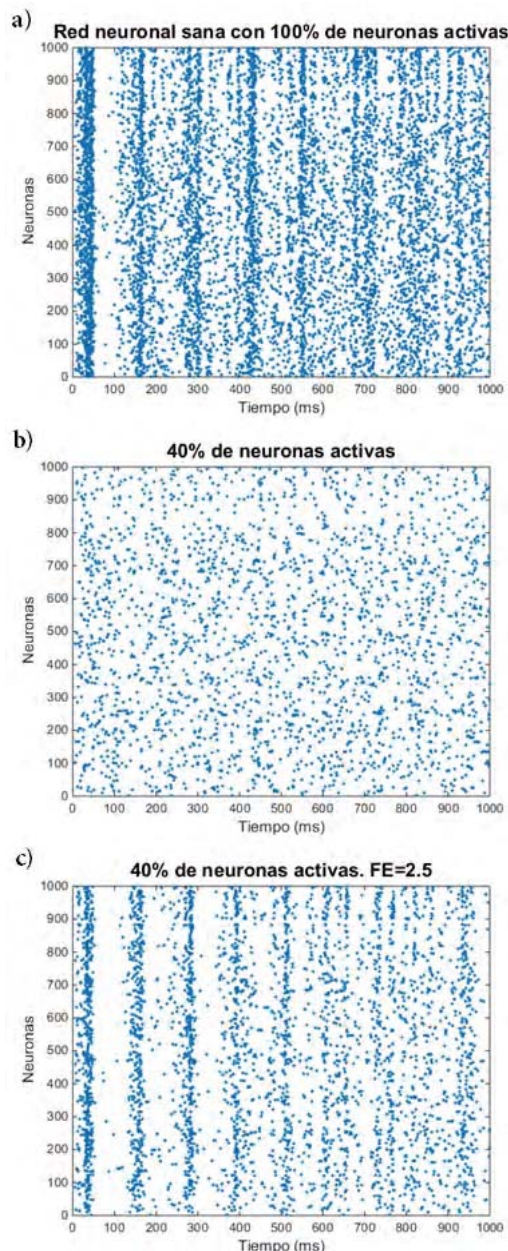 a)
Red neuronal sana con 100% de neuronas activas
1000
900
800
700
600
500
400
300
200
100
0
Neuronas
0 100 200 300 400 500 600 700 800 900 1000
Tiempo (ms)
b)
40% de neuronas activas
1000
900
800
700
600
500
400
300
200
100
0
Neuronas
0 100 200 300 400 500 600 700 800 900 1000
Tiempo (ms)
c)
40% de neuronas activas. FE=2.5
1000
900
800
700
600
500
400
300
200
100
0
Neuronas
0 100 200 300 400 500 600 700 800 900 1000
Tiempo (ms)